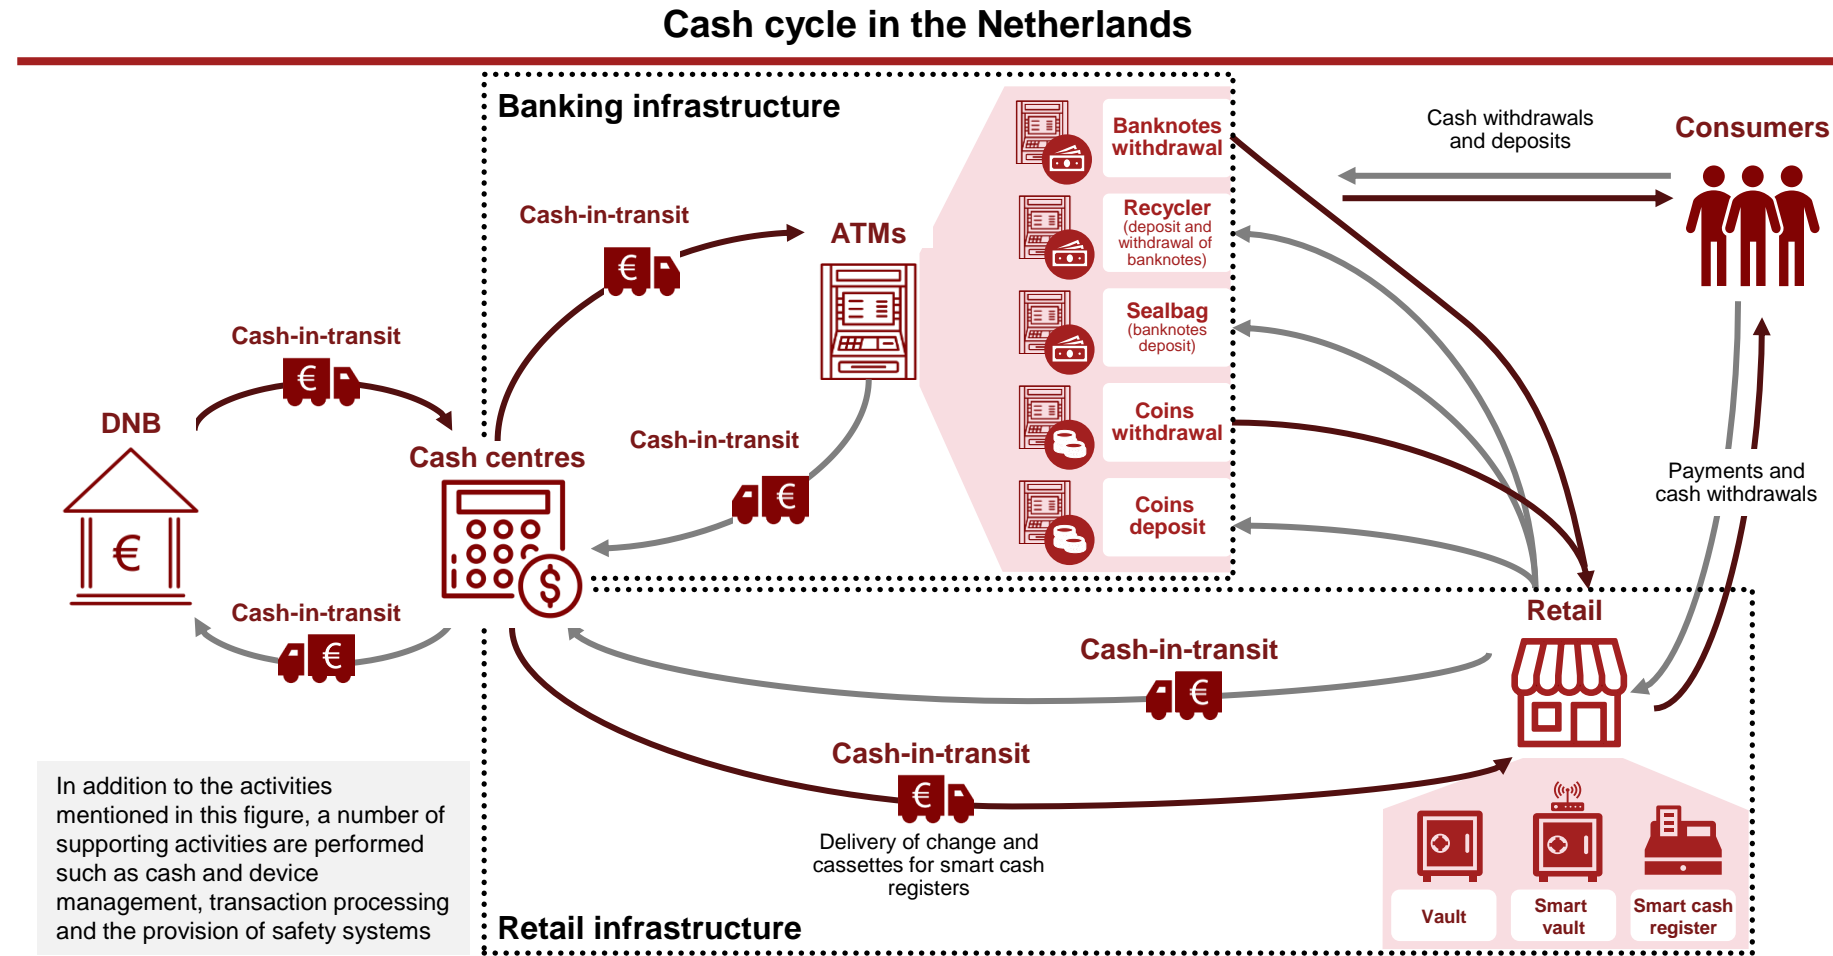 Cash cycle in the Netherlands
Banking infrastructure
Banknotes
withdrawal
Recycler
(deposit and
withdrawal of
banknotes)
Sealbag
(banknotes
deposit)
Coins
withdrawal
Coins
deposit
Cash withdrawals
and deposits
Consumers
Cash-in-transit
€
ATMs
Cash-in-transit
€
DNB
€
Cash-in-transit
€
Cash centres
$
Cash-in-transit
€
Payments and
cash withdrawals
Retail
Cash-in-transit
€
Cash-in-transit
€
Delivery of change and
cassettes for smart cash
registers
Vault
Smart
vault
Smart cash
register
Retail infrastructure
In addition to the activities
mentioned in this figure, a number of
supporting activities are performed
such as cash and device
management, transaction processing
and the provision of safety systems